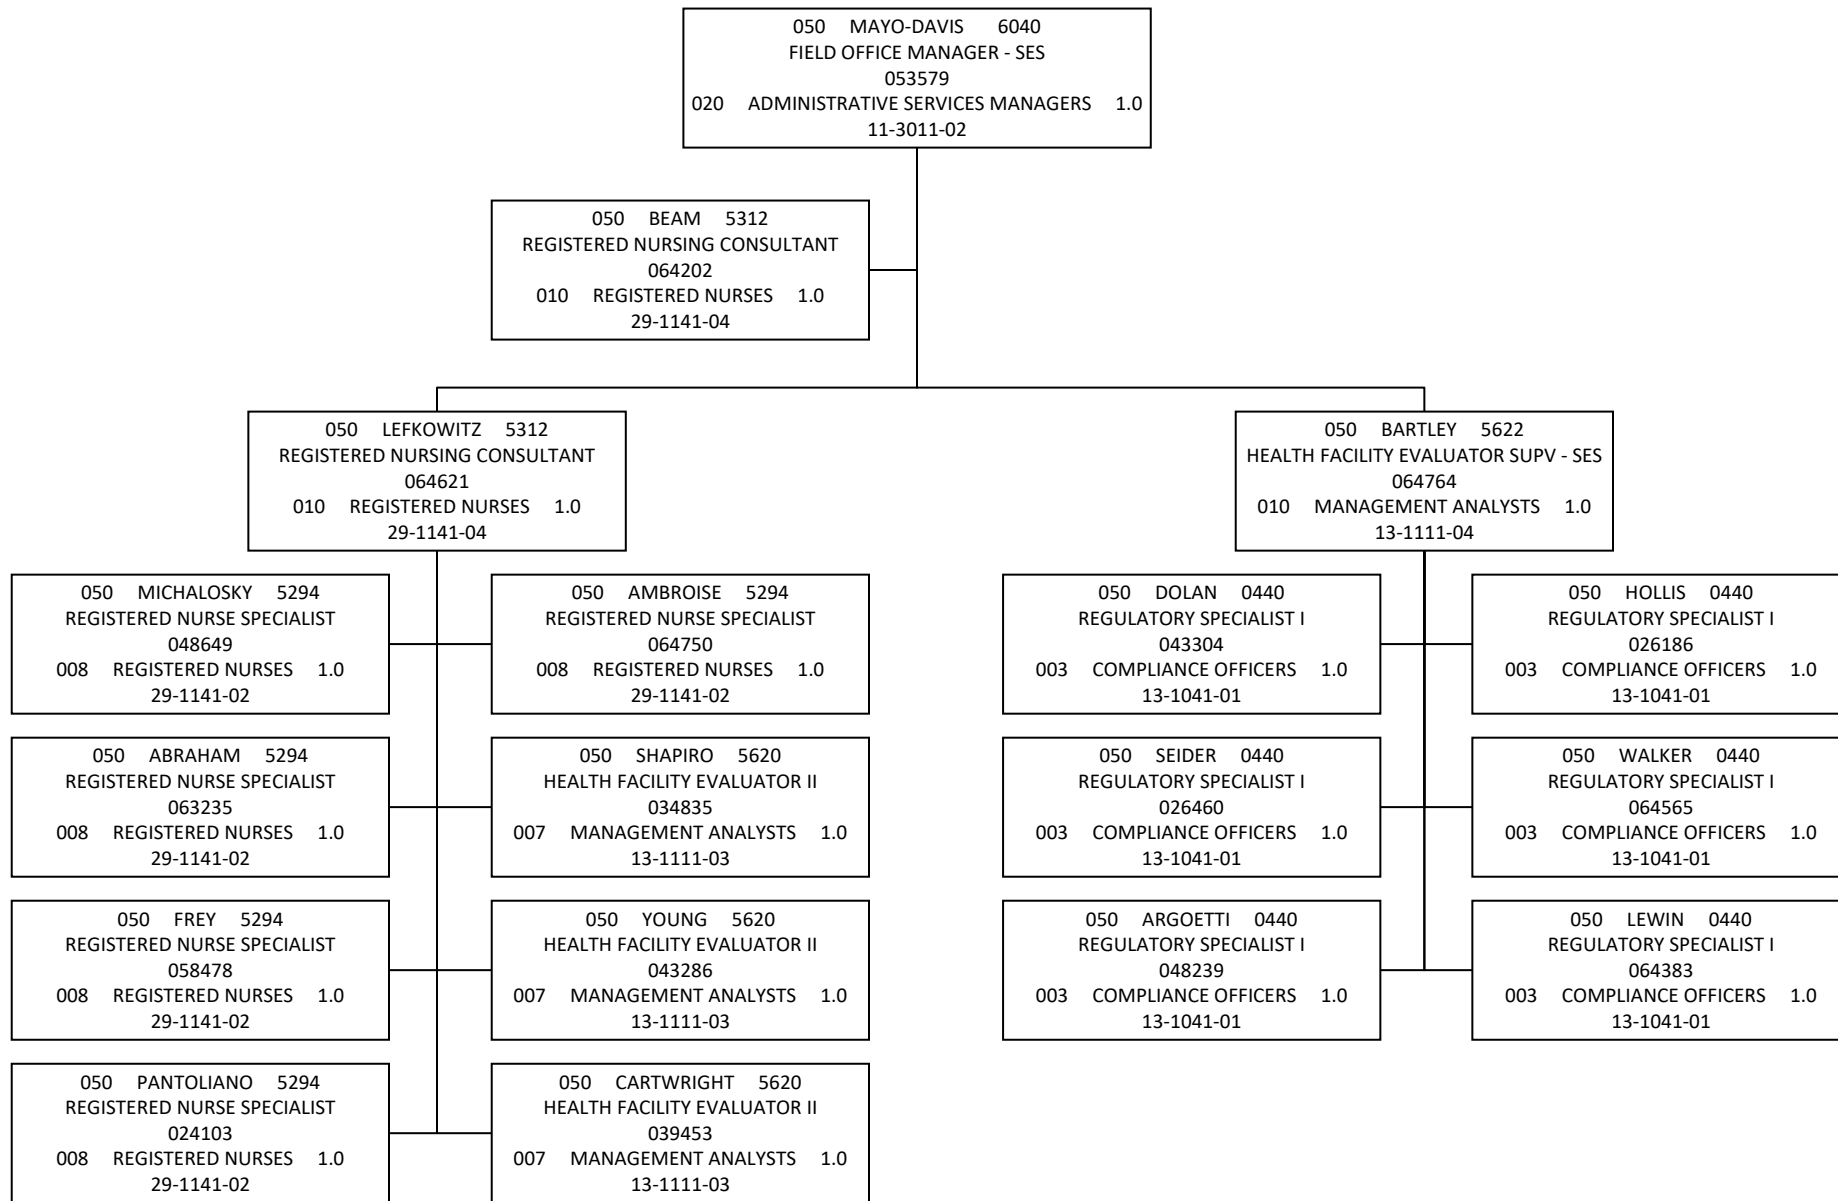 050 MAYO-DAVIS 6040
FIELD OFFICE MANAGER - SES
053579
020 ADMINISTRATIVE SERVICES MANAGERS 1.0
11-3011-02
050 BEAM 5312
REGISTERED NURSING CONSULTANT
064202
010 REGISTERED NURSES 1.0
29-1141-04
050 LEFKOWITZ 5312
REGISTERED NURSING CONSULTANT
064621
010 REGISTERED NURSES 1.0
29-1141-04
050 BARTLEY 5622
HEALTH FACILITY EVALUATOR SUPV - SES
064764
010 MANAGEMENT ANALYSTS 1.0
13-1111-04
050 MICHALOSKY 5294
REGISTERED NURSE SPECIALIST
048649
008 REGISTERED NURSES 1.0
29-1141-02
050 AMBROISE 5294
REGISTERED NURSE SPECIALIST
064750
008 REGISTERED NURSES 1.0
29-1141-02
050 DOLAN 0440
REGULATORY SPECIALIST I
043304
003 COMPLIANCE OFFICERS 1.0
13-1041-01
050 HOLLIS 0440
REGULATORY SPECIALIST I
026186
003 COMPLIANCE OFFICERS 1.0
13-1041-01
050 ABRAHAM 5294
REGISTERED NURSE SPECIALIST
063235
008 REGISTERED NURSES 1.0
29-1141-02
050 SHAPIRO 5620
HEALTH FACILITY EVALUATOR II
034835
007 MANAGEMENT ANALYSTS 1.0
13-1111-03
050 SEIDER 0440
REGULATORY SPECIALIST I
026460
003 COMPLIANCE OFFICERS 1.0
13-1041-01
050 WALKER 0440
REGULATORY SPECIALIST I
064565
003 COMPLIANCE OFFICERS 1.0
13-1041-01
050 FREY 5294
REGISTERED NURSE SPECIALIST
058478
008 REGISTERED NURSES 1.0
29-1141-02
050 YOUNG 5620
HEALTH FACILITY EVALUATOR II
043286
007 MANAGEMENT ANALYSTS 1.0
13-1111-03
050 ARGOETTI 0440
REGULATORY SPECIALIST I
048239
003 COMPLIANCE OFFICERS 1.0
13-1041-01
050 LEWIN 0440
REGULATORY SPECIALIST I
064383
003 COMPLIANCE OFFICERS 1.0
13-1041-01
050 PANTOLIANO 5294
REGISTERED NURSE SPECIALIST
024103
008 REGISTERED NURSES 1.0
29-1141-02
050 CARTWRIGHT 5620
HEALTH FACILITY EVALUATOR II
039453
007 MANAGEMENT ANALYSTS 1.0
13-1111-03